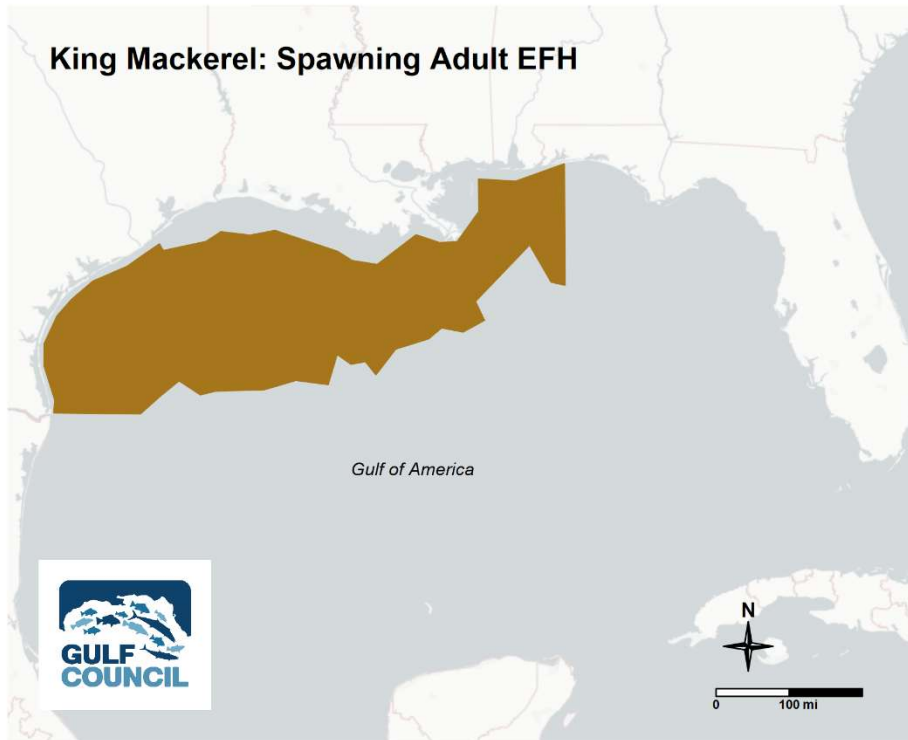 King Mackerel: Spawning Adult EFH
Gulf of America
GULF
COUNCIL
N
0 100 mi